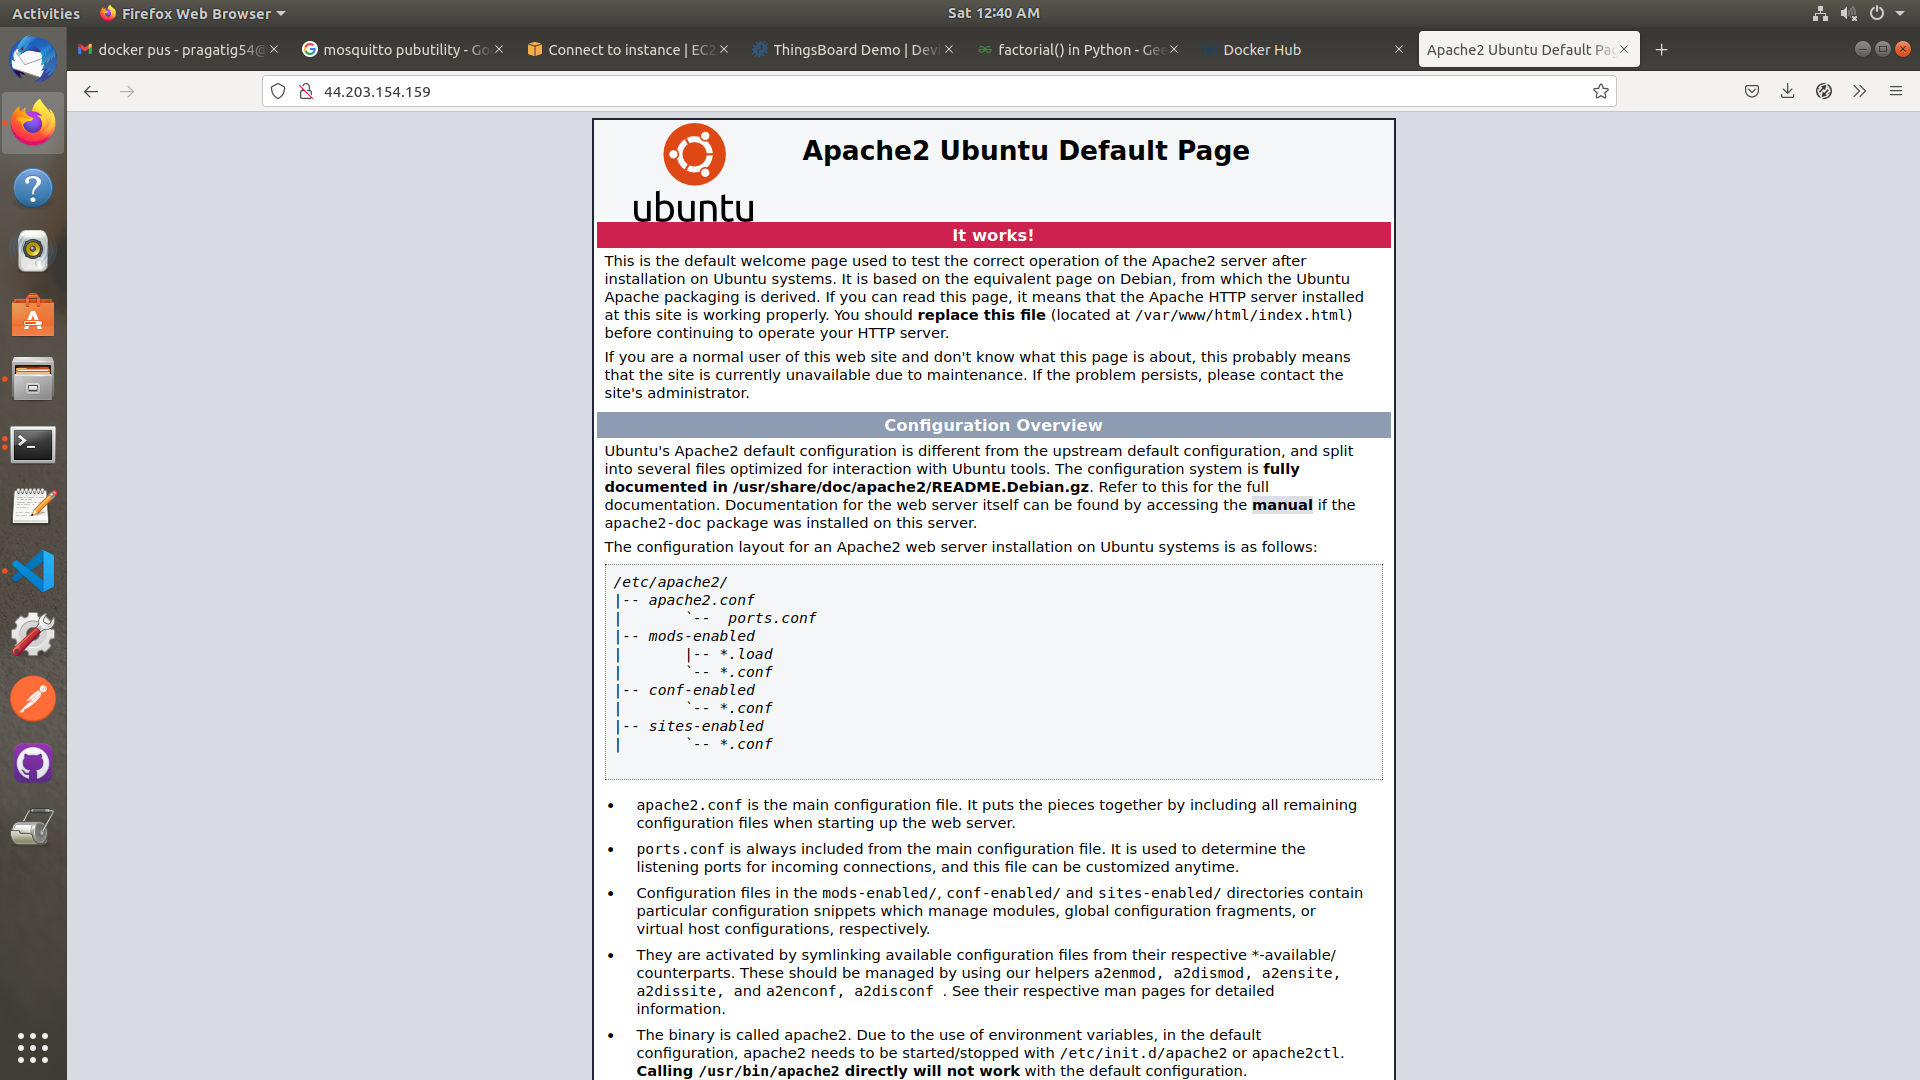 Activities
Firefox Web Browser
Sat 12:40 AM
docker pus - pragatig54@
mosquitto pubutility - Go
Connect to instance | EC2
ThingsBoard Demo | Devi
factorial() in Python - Gee
Docker Hub
Apache2 Ubuntu Default Pag
44.203.154.159
ubuntu
Apache2 Ubuntu Default Page
It works!
This is the default welcome page used to test the correct operation of the Apache2 server after
installation on Ubuntu systems. It is based on the equivalent page on Debian, from which the Ubuntu
Apache packaging is derived. If you can read this page, it means that the Apache HTTP server installed
at this site is working properly. You should replace this file (located at /var/www/html/index.html)
before continuing to operate your HTTP server.
If you are a normal user of this web site and don't know what this page is about, this probably means
that the site is currently unavailable due to maintenance. If the problem persists, please contact the
site's administrator.
Configuration Overview
Ubuntu's Apache2 default configuration is different from the upstream default configuration, and split
into several files optimized for interaction with Ubuntu tools. The configuration system is fully
documented in /usr/share/doc/apache2/README.Debian.gz. Refer to this for the full
documentation. Documentation for the web server itself can be found by accessing the manual if the
apache2-doc package was installed on this server.
The configuration layout for an Apache2 web server installation on Ubuntu systems is as follows:
/etc/apache2/
|-- apache2.conf
|       `--  ports.conf
|-- mods-enabled
|       |-- *.load
|       `-- *.conf
|-- conf-enabled
|       `-- *.conf
|-- sites-enabled
|       `-- *.conf
• apache2.conf is the main configuration file. It puts the pieces together by including all remaining
configuration files when starting up the web server.
• ports.conf is always included from the main configuration file. It is used to determine the
listening ports for incoming connections, and this file can be customized anytime.
• Configuration files in the mods-enabled/, conf-enabled/ and sites-enabled/ directories contain
particular configuration snippets which manage modules, global configuration fragments, or
virtual host configurations, respectively.
• They are activated by symlinking available configuration files from their respective *-available/
counterparts. These should be managed by using our helpers a2enmod, a2dismod, a2ensite,
a2dissite, and a2enconf, a2disconf . See their respective man pages for detailed
information.
• The binary is called apache2. Due to the use of environment variables, in the default
configuration, apache2 needs to be started/stopped with /etc/init.d/apache2 or apache2ctl.
Calling /usr/bin/apache2 directly will not work with the default configuration.